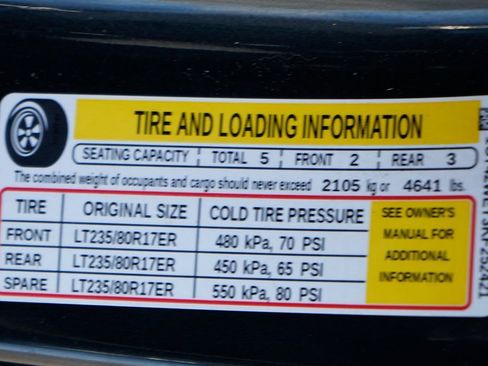 TIRE AND LOADING INFORMATION
SEATING CAPACITY TOTAL 5 FRONT 2 REAR 3
The combined weight of occupants and cargo should never exceed 2105 kg or 4641 lbs.
TIRE ORIGINAL SIZE COLD TIRE PRESSURE
FRONT LT235/80R17ER 480 kPa, 70 PSI
REAR LT235/80R17ER 450 kPa, 65 PSI
SPARE LT235/80R17ER 550 kPa, 80 PSI
SEE OWNER'S
MANUAL FOR
ADDITIONAL
INFORMATION